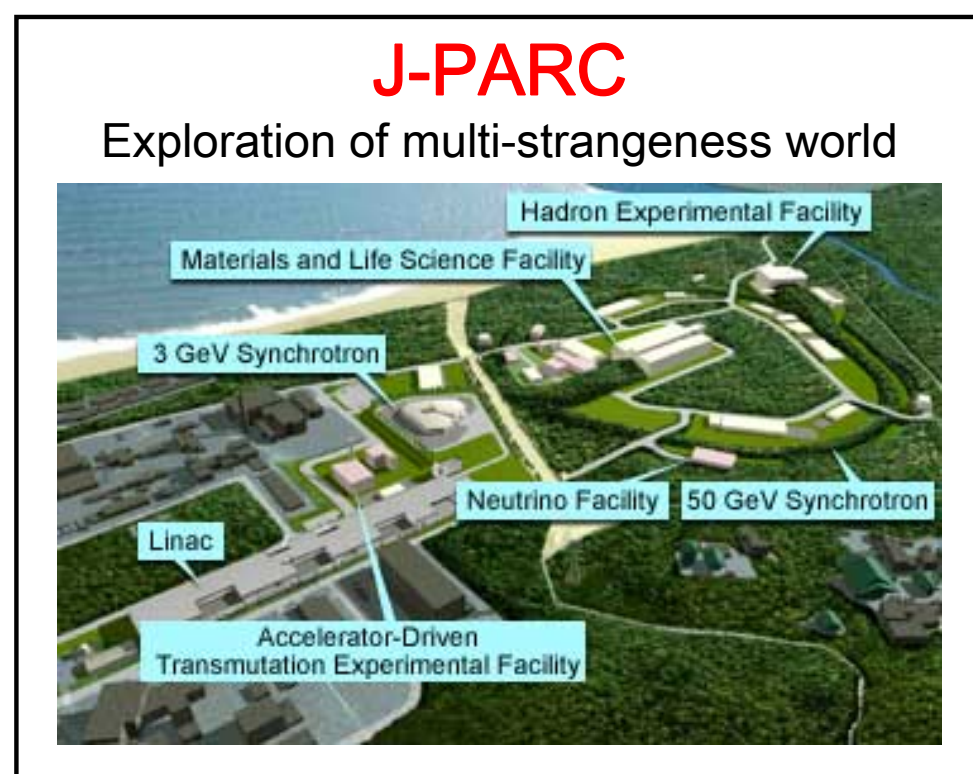 J-PARC
Exploration of multi-strangeness world
Hadron Experimental Facility
Materials and Life Science Facility
3 GeV Synchrotron
Neutrino Facility
50 GeV Synchrotron
Linac
Accelerator-Driven
Transmutation Experimental Facility